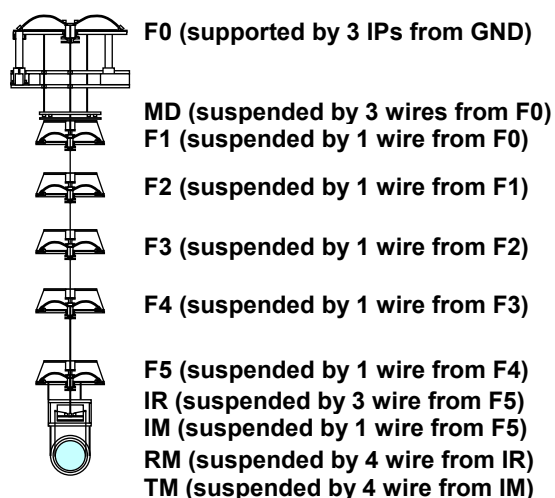 F0 (supported by 3 IPs from GND)
MD (suspended by 3 wires from F0)
F1 (suspended by 1 wire from F0)
F2 (suspended by 1 wire from F1)
F3 (suspended by 1 wire from F2)
F4 (suspended by 1 wire from F3)
F5 (suspended by 1 wire from F4)
IR (suspended by 3 wire from F5)
IM (suspended by 1 wire from F5)
RM (suspended by 4 wire from IR)
TM (suspended by 4 wire from IM)